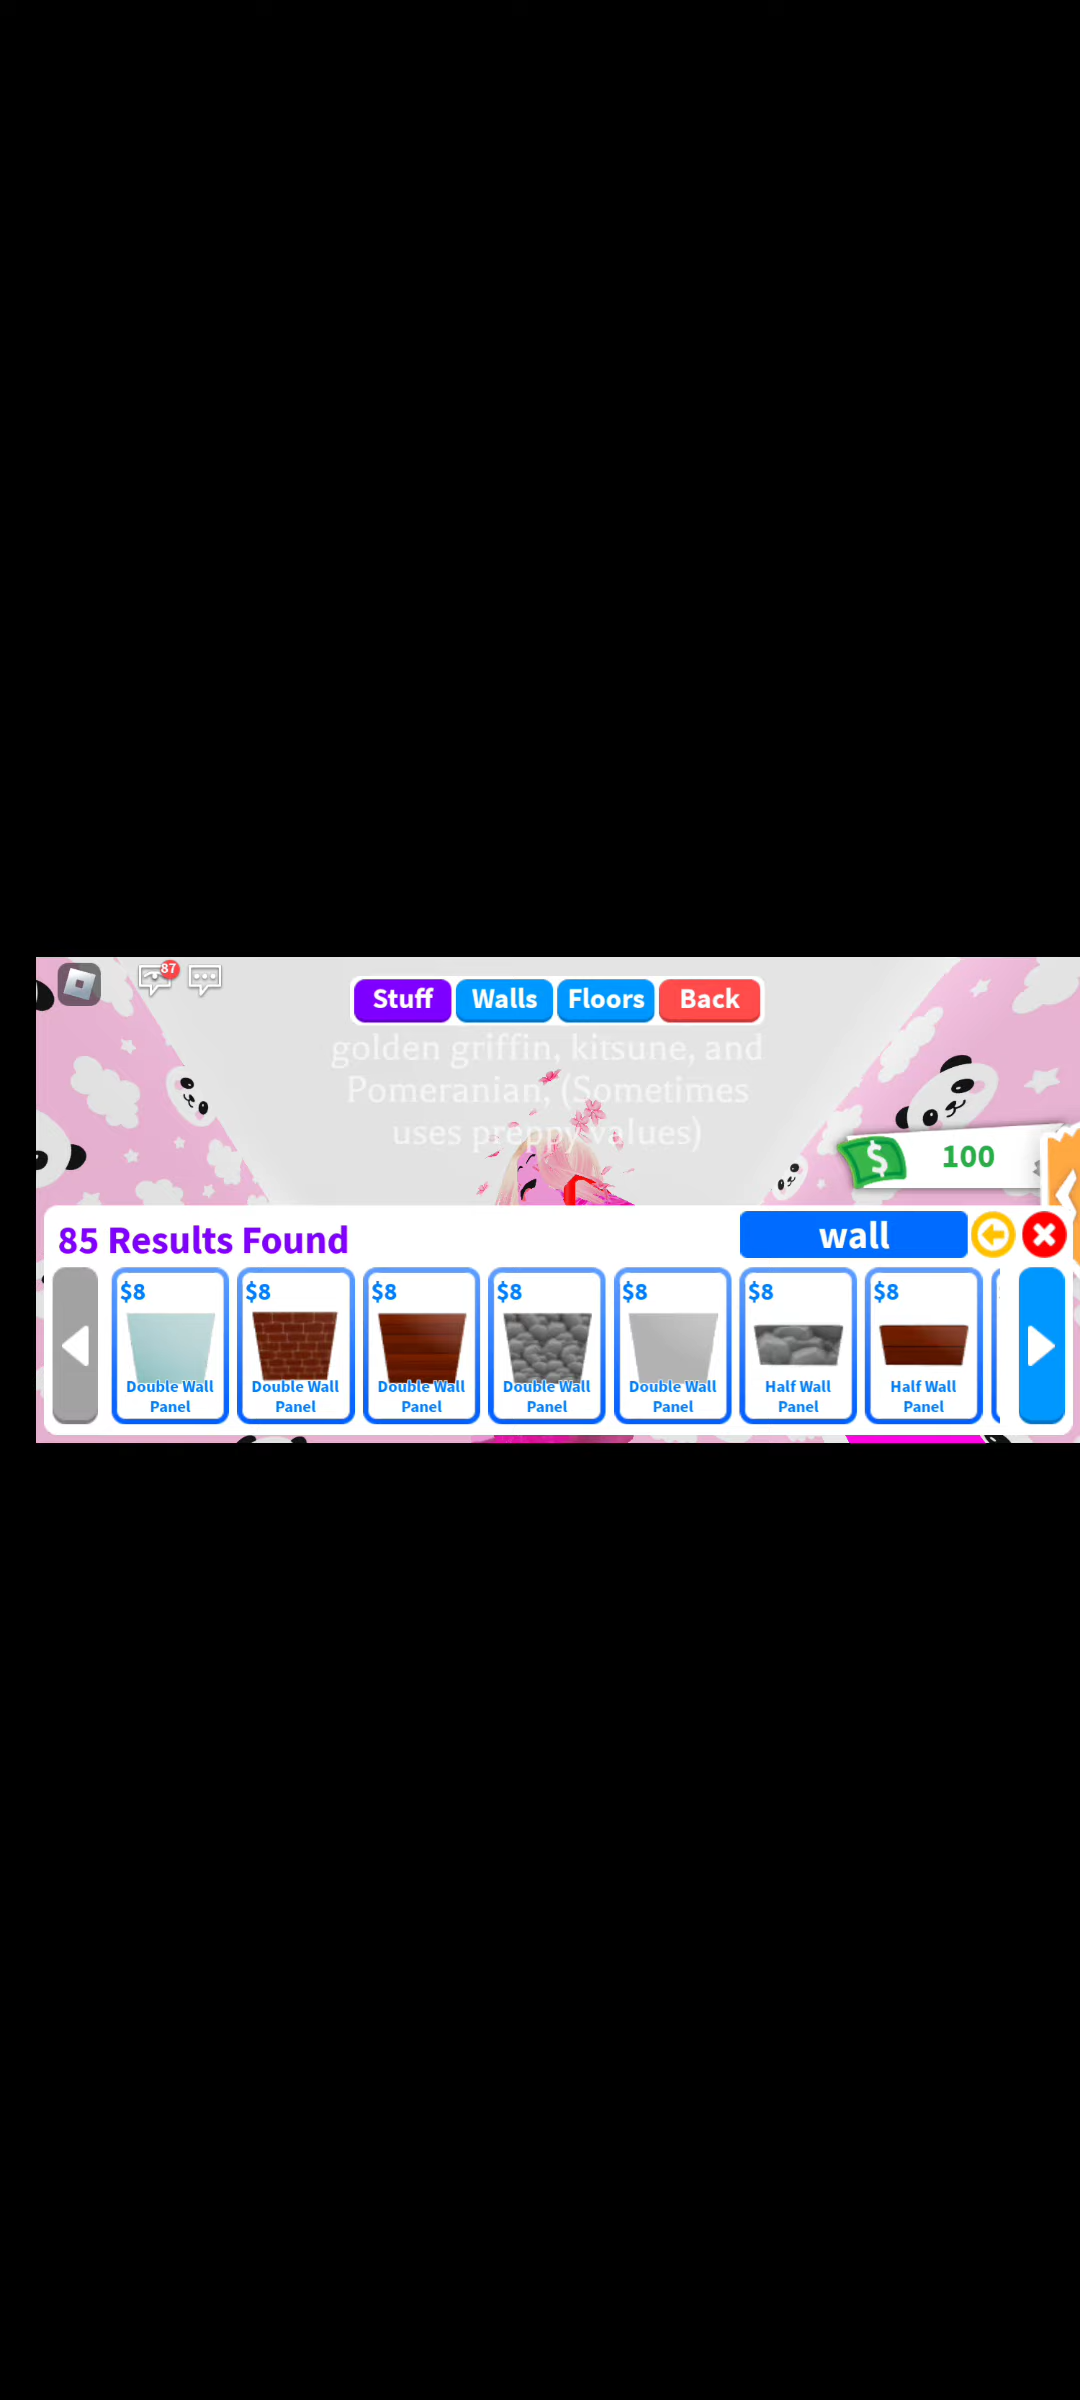 87
Stuff Walls Floors Back
golden griffin, kitsune, and
Pomeranian, (Sometimes
uses preppy values)
$ 100
85 Results Found
wall
$8 $8 $8 $8 $8 $8 $8
Double Wall Double Wall Double Wall Double Wall Double Wall Half Wall Half Wall
Panel Panel Panel Panel Panel Panel Panel